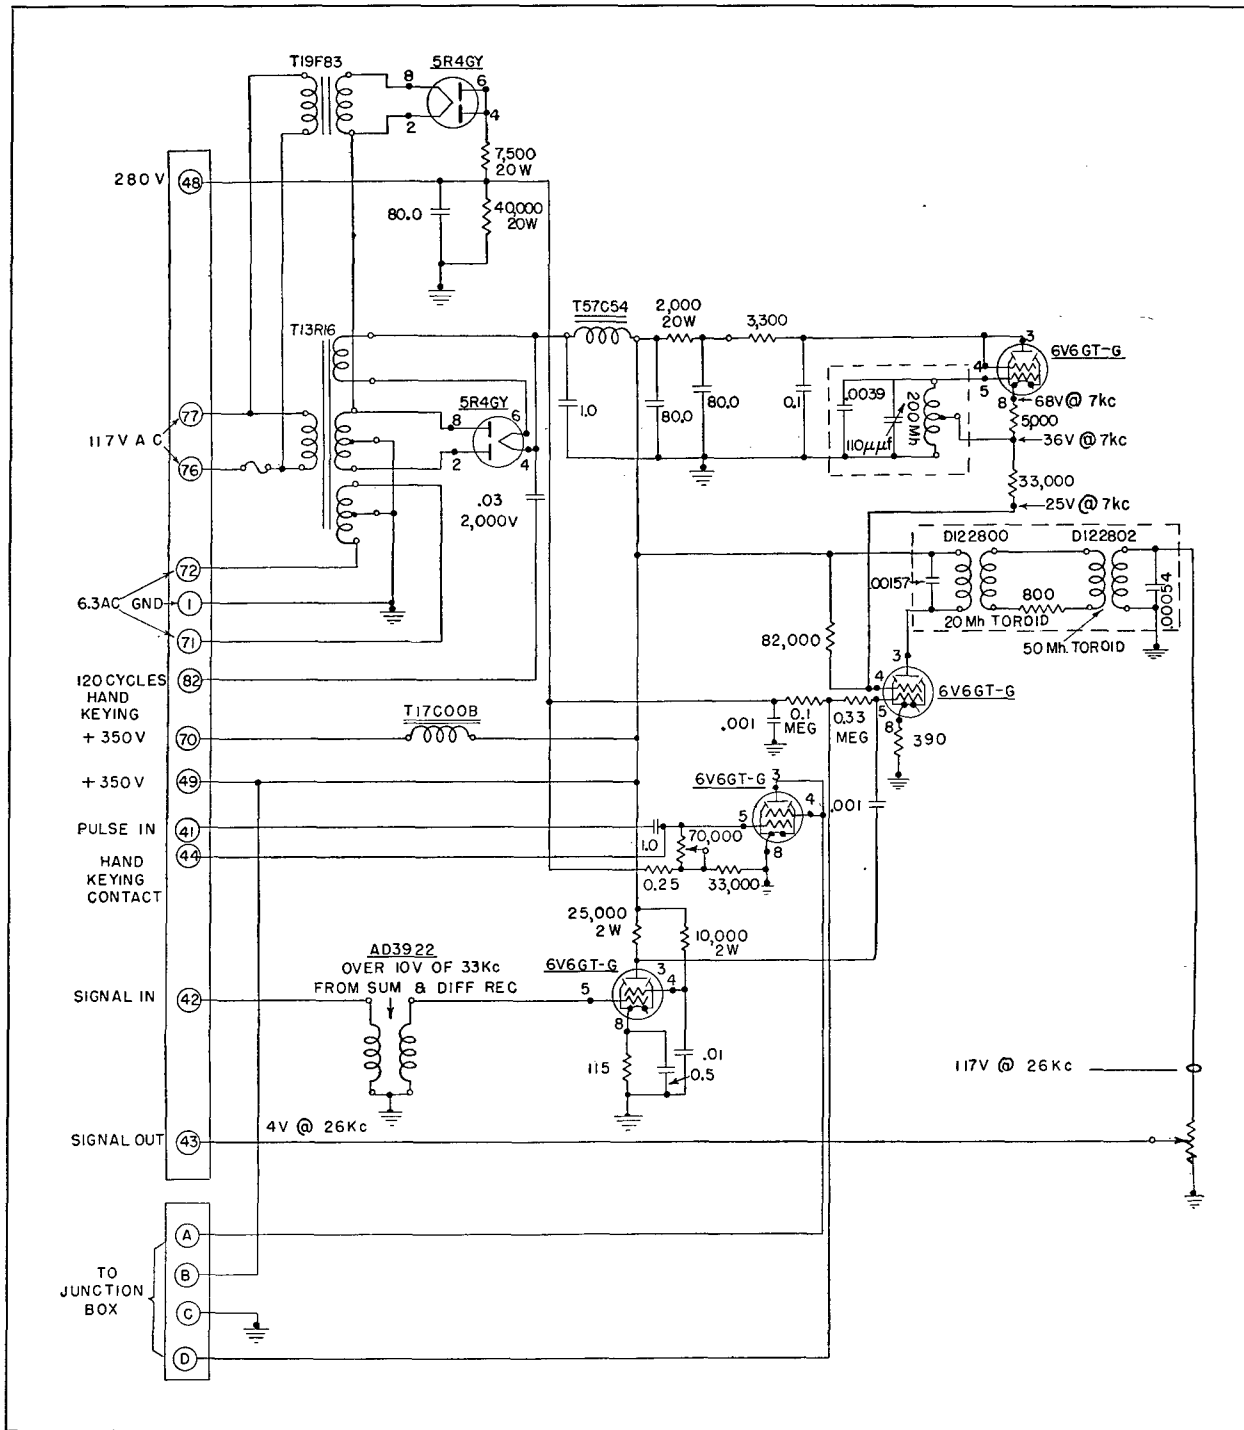 T19F83
5R4GY
8
6
2
4
7,500
20W
280V
48
80.0
40,000
20W
T13R16
T57C54
2,000
20W
3,300
3
6V6GT-G
4
5
8
68V @ 7kc
5,000
36V @ 7kc
33,000
25V @ 7kc
1.0
80.0
80.0
0.1
.0039
110μμf
200Mh
77
117V AC
76
5R4GY
8
6
2
4
.03
2,000V
72
6.3AC GND
1
71
D122800
D122802
.00157
800
.00054
20Mh TOROID
50 Mh. TOROID
82,000
3
4
6V6GT-G
5
8
390
120 CYCLES
HAND
KEYING
82
.001
0.1
MEG
0.33
MEG
+350V
70
T17C00B
+350V
49
6V6GT-G
3
4
5
8
.001
PULSE IN
41
1.0
70,000
HAND
KEYING
CONTACT
44
0.25
33,000
25,000
2W
10,000
2W
AD3922
OVER 10V OF 33Kc
FROM SUM & DIFF REC
6V6GT-G
3
4
5
8
SIGNAL IN
42
115
0.5
.01
117V @ 26Kc
SIGNAL OUT
43
4V @ 26Kc
A
TO
JUNCTION
BOX
B
C
D